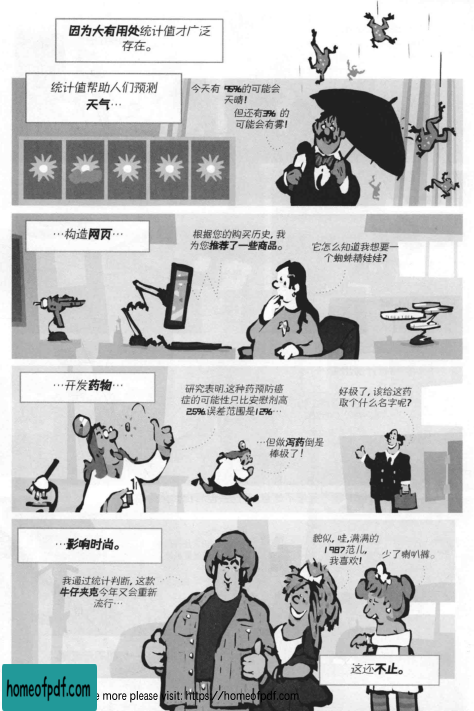 因为大有用处统计值才广泛
存在。
统计值帮助人们预测
天气…
今天有 95%的可能会
天晴!
但还有3% 的
可能会有雾!
…构造网页…
根据您的购买历史, 我
为您推荐了一些商品。
它怎么知道我想要一
个蜘蛛精娃娃?
…开发药物…
研究表明,这种药预防癌
症的可能性只比安慰剂高
25%,误差范围是12%…
…但做泻药倒是
棒极了!
好极了, 该给这药
取个什么名字呢?
…影响时尚。
我通过统计判断, 这款
牛仔夹克今年又会重新
流行…
貌似, 哇, 满满的
1987范儿,
我喜欢!
少了喇叭裤。
这还不止。
homeofpdf.com
e more please visit: https://homeofpdf.com